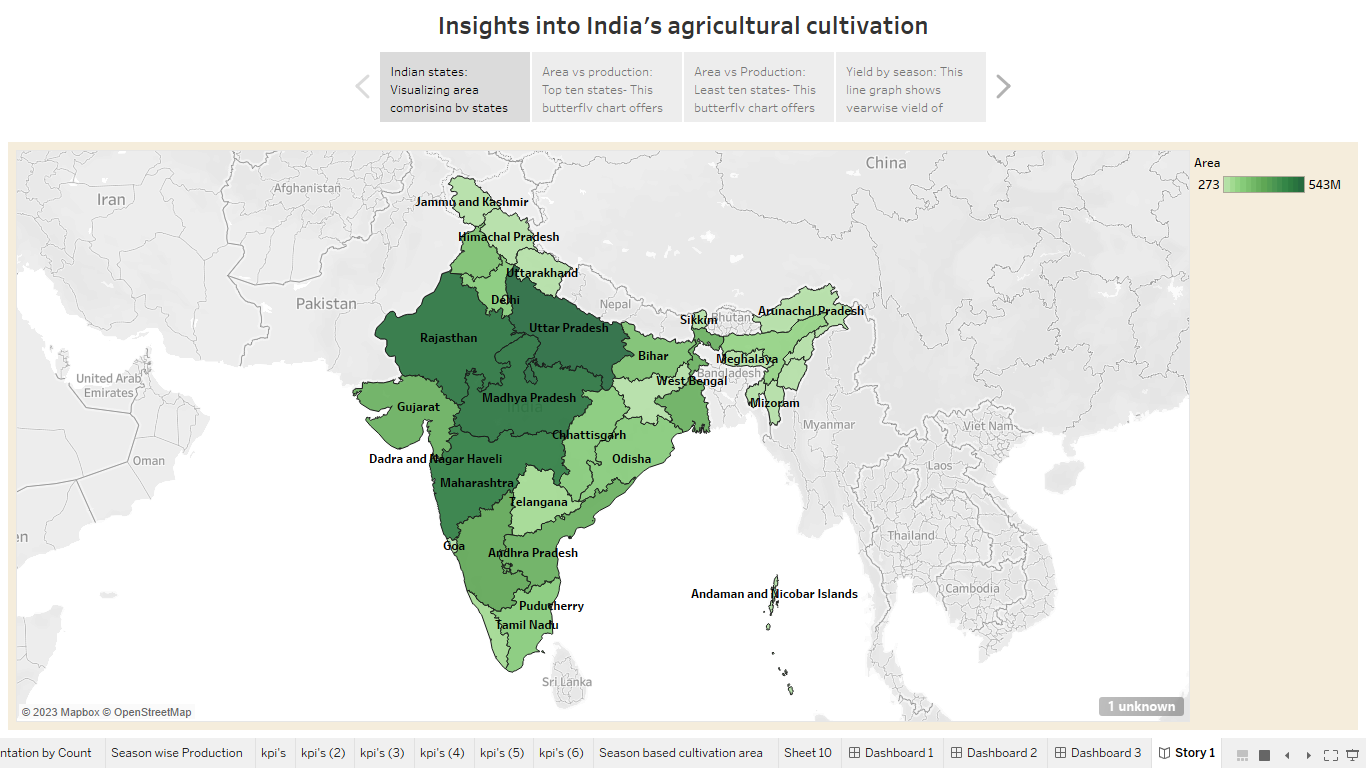 Insights into India's agricultural cultivation
Indian states:
Visualizing area
comprising by states
Area vs production:
Top ten states- This
butterfly chart offers
Area vs Production:
Least ten states- This
butterfly chart offers
Yield by season: This
line graph shows
yearwise yield of
Area
273
543M
China
Afghanistan
Iran
Jammu and Kashmir
Himachal Pradesh
Uttarakhand
Delhi
Pakistan
Nepal
Sikkim
Bhutan
Arunachal Pradesh
Uttar Pradesh
Rajasthan
Bihar
Meghalaya
Bangladesh
West Bengal
United Arab
Emirates
Madhya Pradesh
India
Gujarat
Mizoram
Myanmar
Viet Nam
Chhattisgarh
Oman
Dadra and Nagar Haveli
Odisha
Laos
Maharashtra
Telangana
en
Thailand
Goa
Andhra Pradesh
Cambodia
Andaman and Nicobar Islands
Puducherry
Tamil Nadu
Sri Lanka
© 2023 Mapbox © OpenStreetMap
1 unknown
ntation by Count
Season wise Production
kpi's
kpi's (2)
kpi's (3)
kpi's (4)
kpi's (5)
kpi's (6)
Season based cultivation area
Sheet 10
Dashboard 1
Dashboard 2
Dashboard 3
Story 1